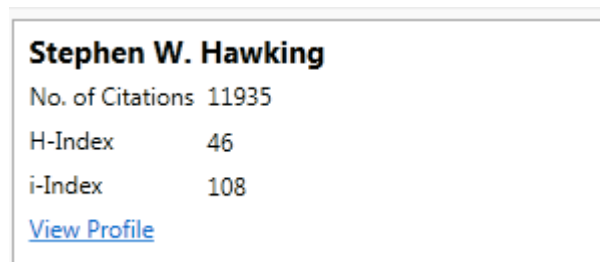 Stephen W. Hawking
No. of Citations 11935
H-Index 46
i-Index 108
View Profile